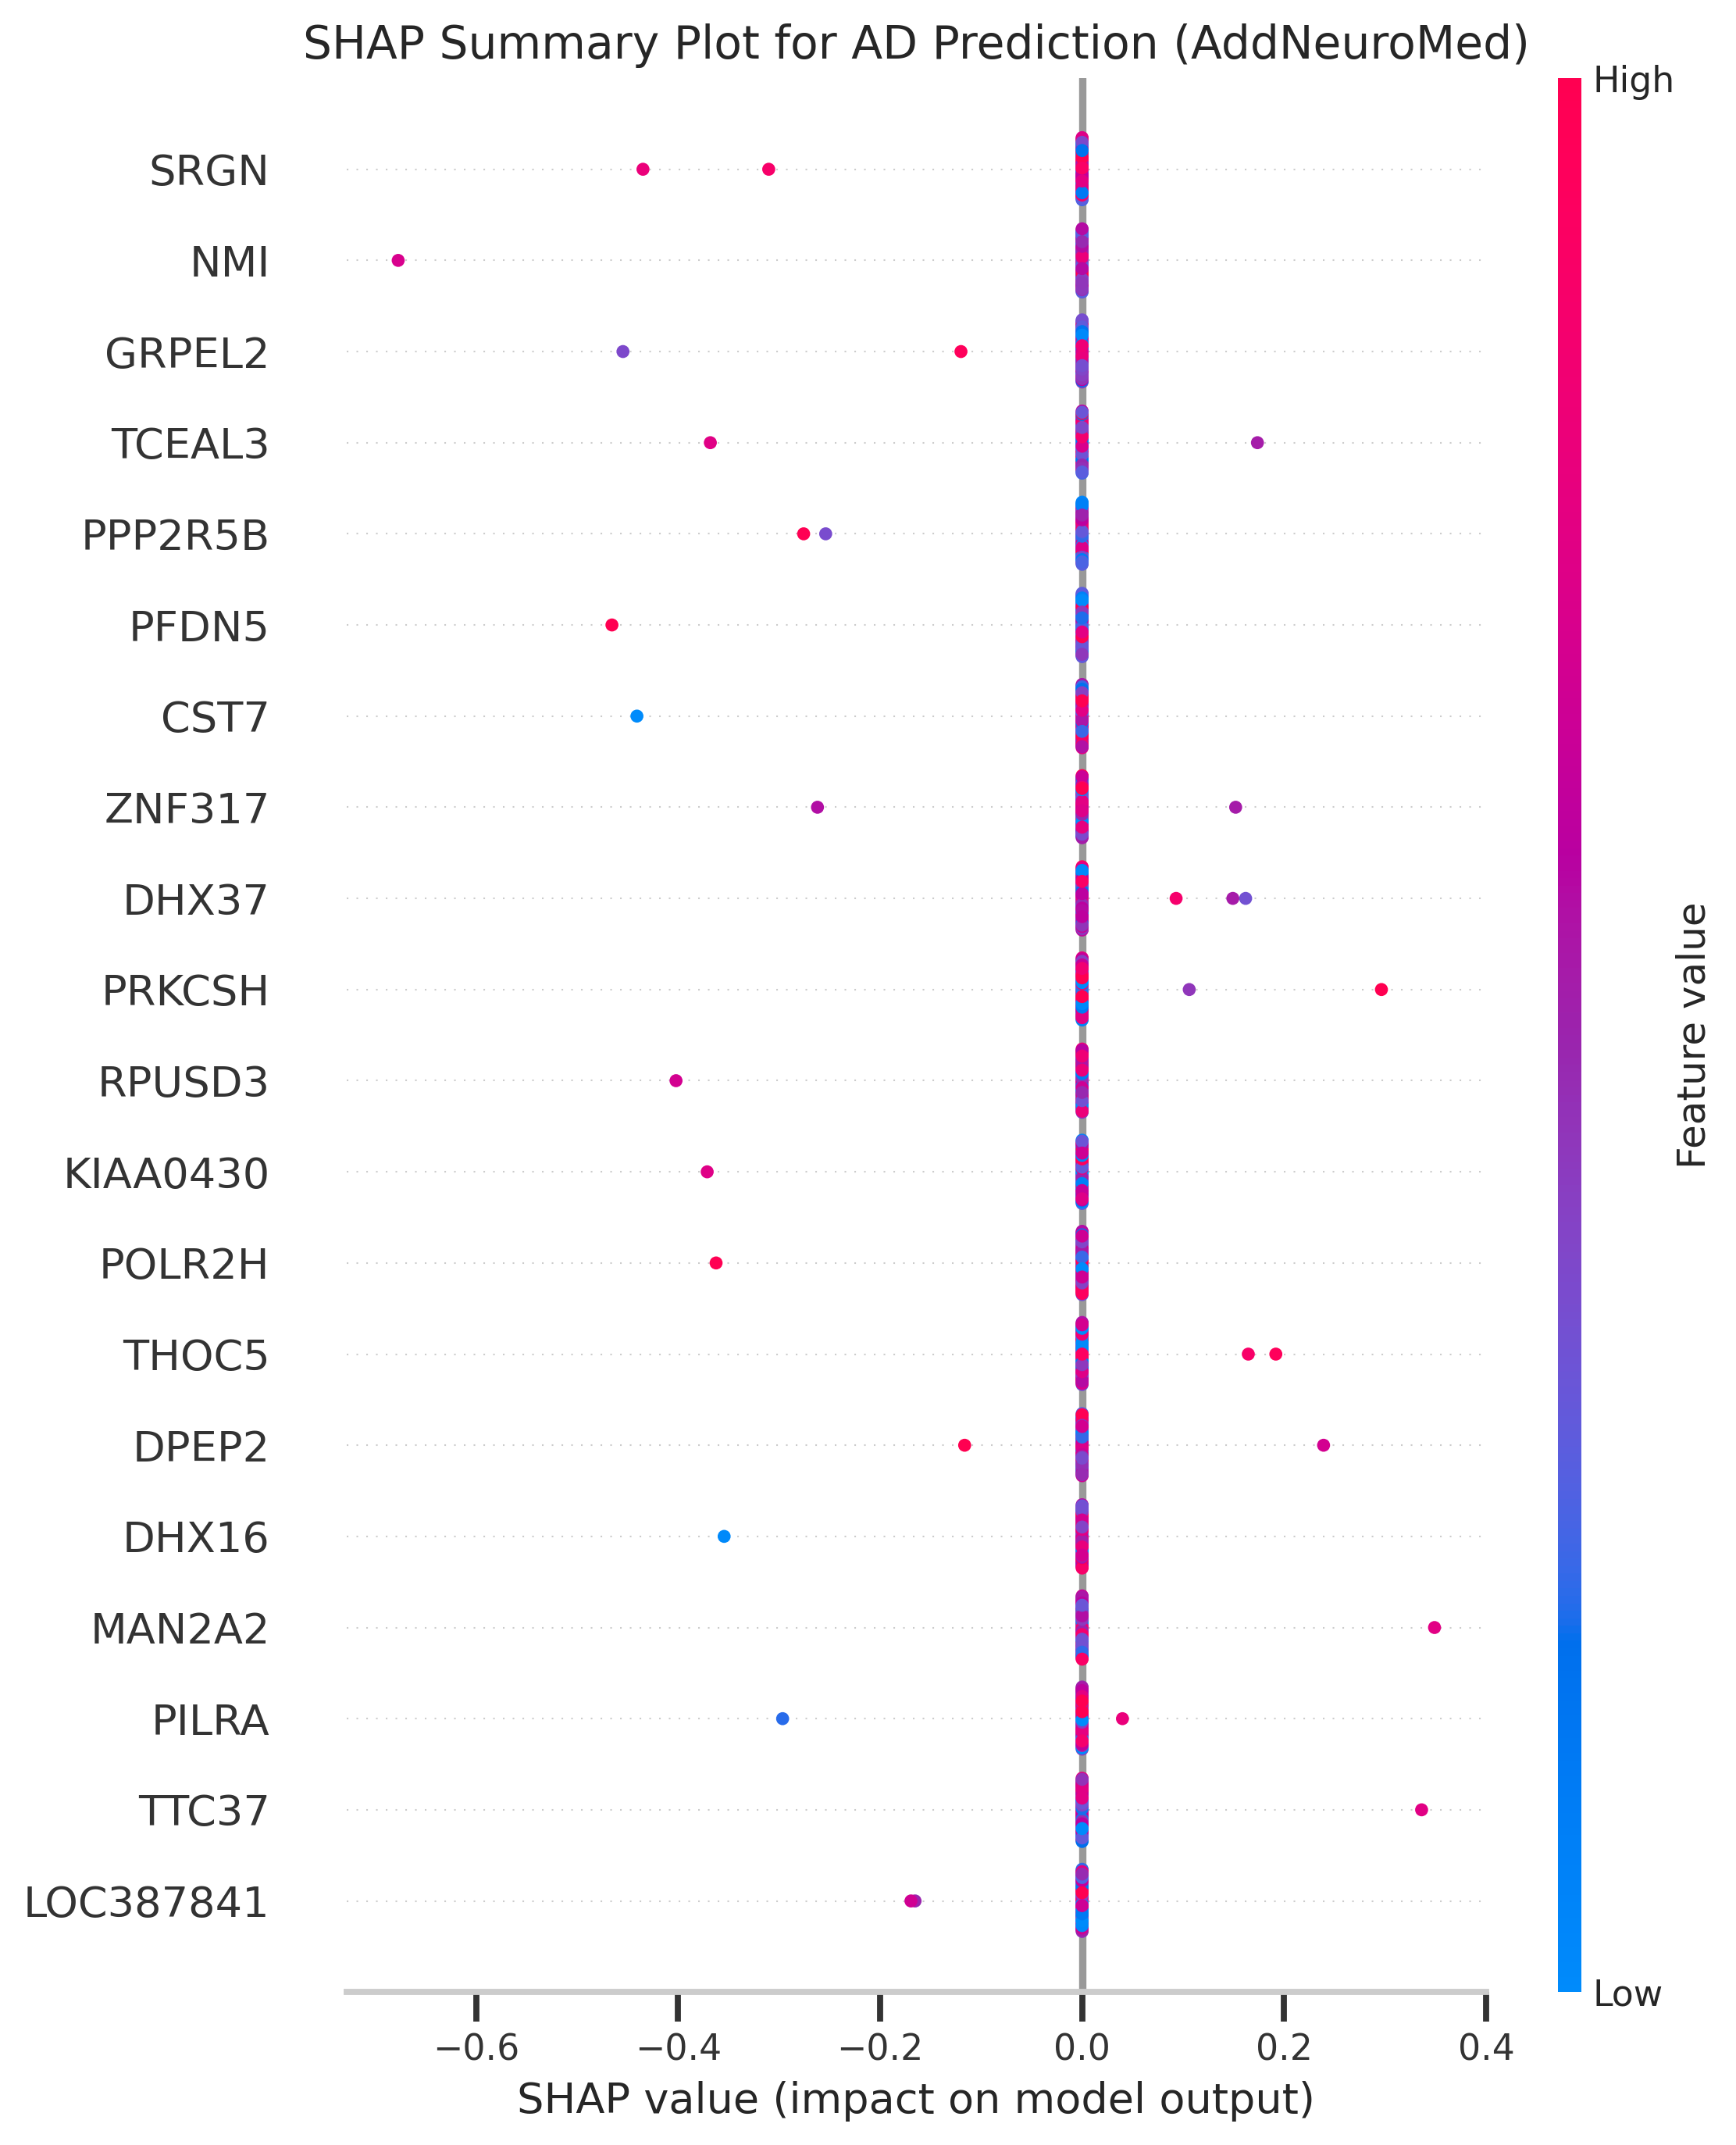 SHAP Summary Plot for AD Prediction (AddNeuroMed)
High
SRGN
NMI
GRPEL2
TCEAL3
PPP2R5B
PFDN5
CST7
ZNF317
DHX37
PRKCSH
RPUSD3
KIAA0430
POLR2H
THOC5
DPEP2
DHX16
MAN2A2
PILRA
TTC37
LOC387841
Feature value
Low
−0.6 −0.4 −0.2 0.0 0.2 0.4
SHAP value (impact on model output)